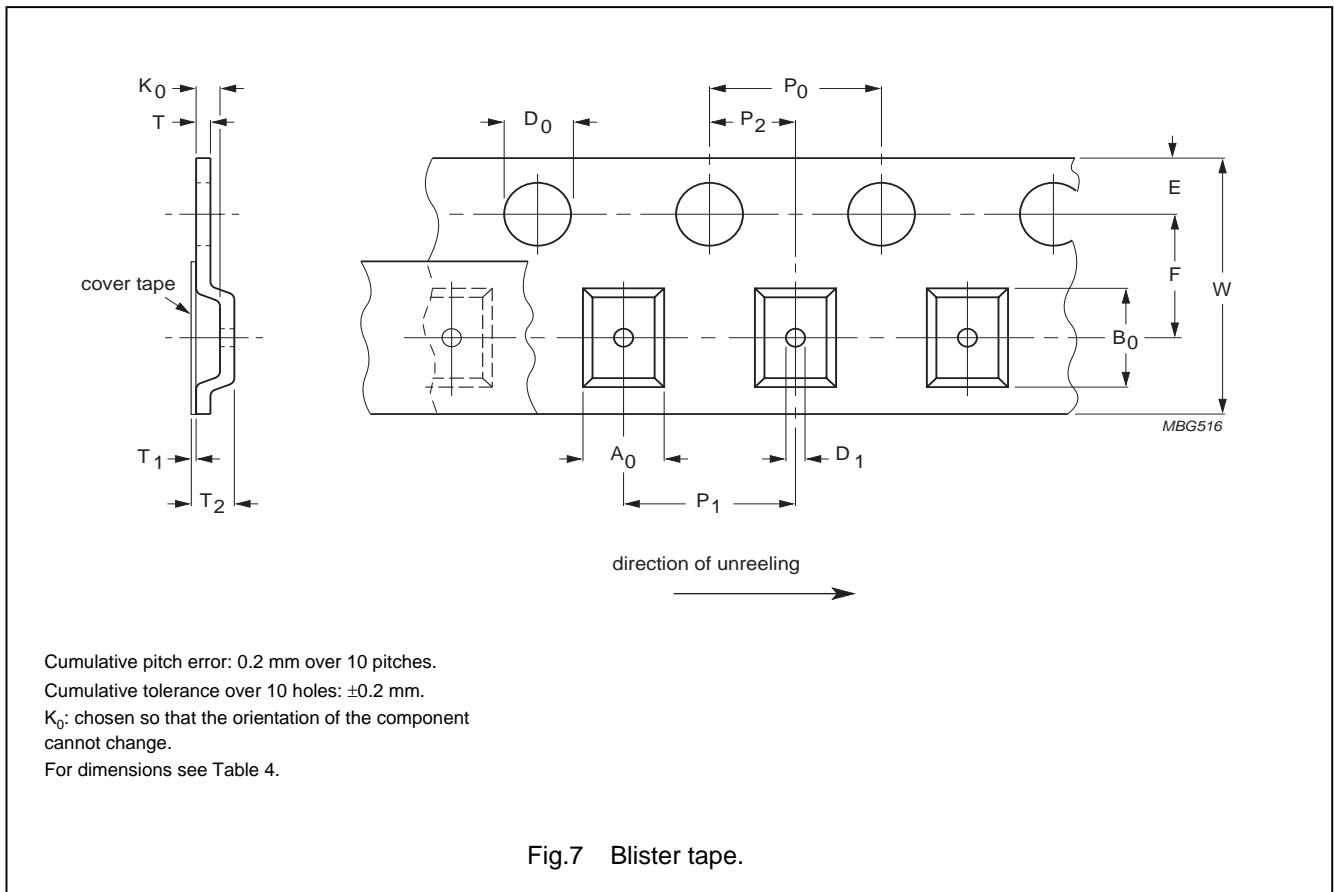 K0
T
D0
P0
P2
E
F
W
B0
cover tape
MBG516
T1
T2
A0
D1
P1
direction of unreeling
Cumulative pitch error: 0.2 mm over 10 pitches.
Cumulative tolerance over 10 holes: ±0.2 mm.
K0: chosen so that the orientation of the component
cannot change.
For dimensions see Table 4.
Fig.7 Blister tape.